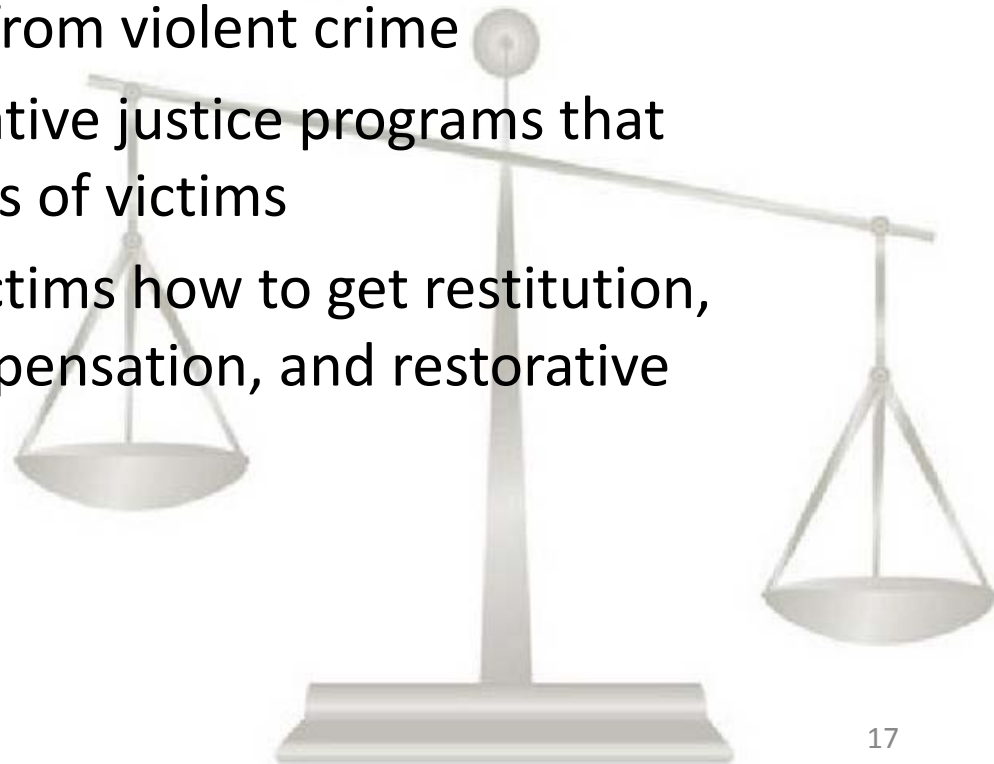 from violent crime
ative justice programs that
s of victims
ctims how to get restitution,
pensation, and restorative
17